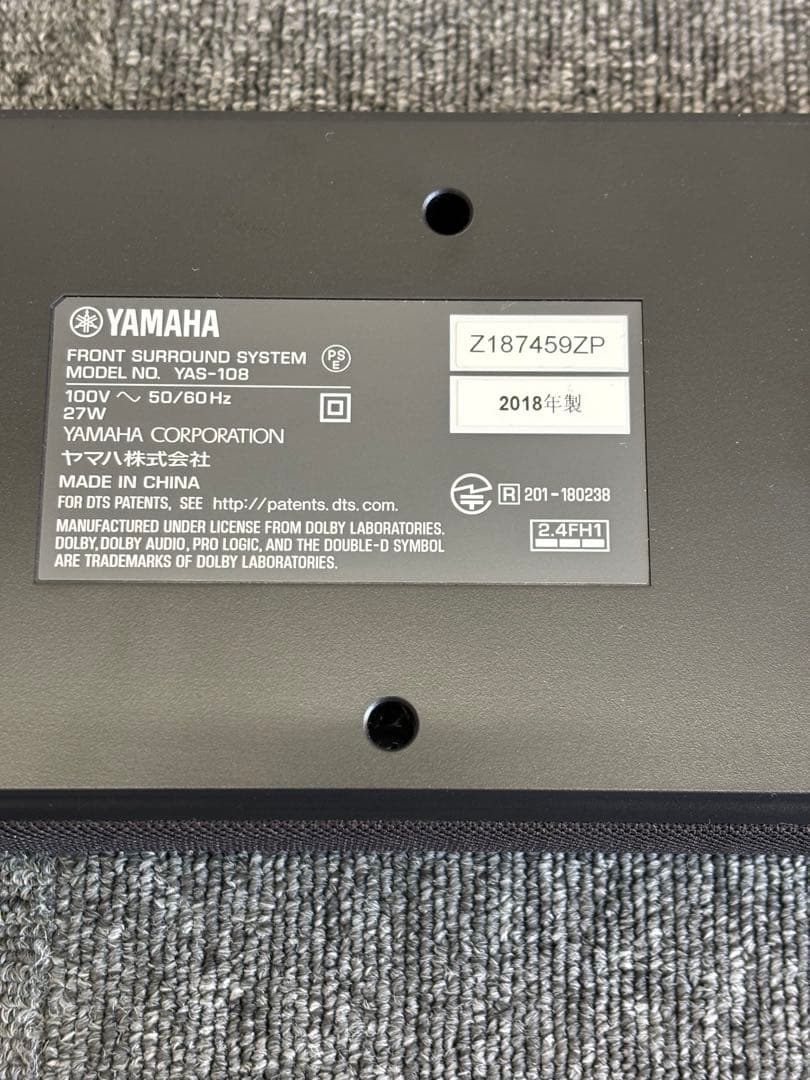 YAMAHA
FRONT SURROUND SYSTEM
MODEL NO. YAS-108
PS
E
100V ～ 50/60Hz
27W
YAMAHA CORPORATION
ヤマハ株式会社
MADE IN CHINA
FOR DTS PATENTS, SEE http://patents.dts.com.
MANUFACTURED UNDER LICENSE FROM DOLBY LABORATORIES.
DOLBY, DOLBY AUDIO, PRO LOGIC, AND THE DOUBLE-D SYMBOL
ARE TRADEMARKS OF DOLBY LABORATORIES.
Z187459ZP
2018年製
R 201-180238
2.4FH1